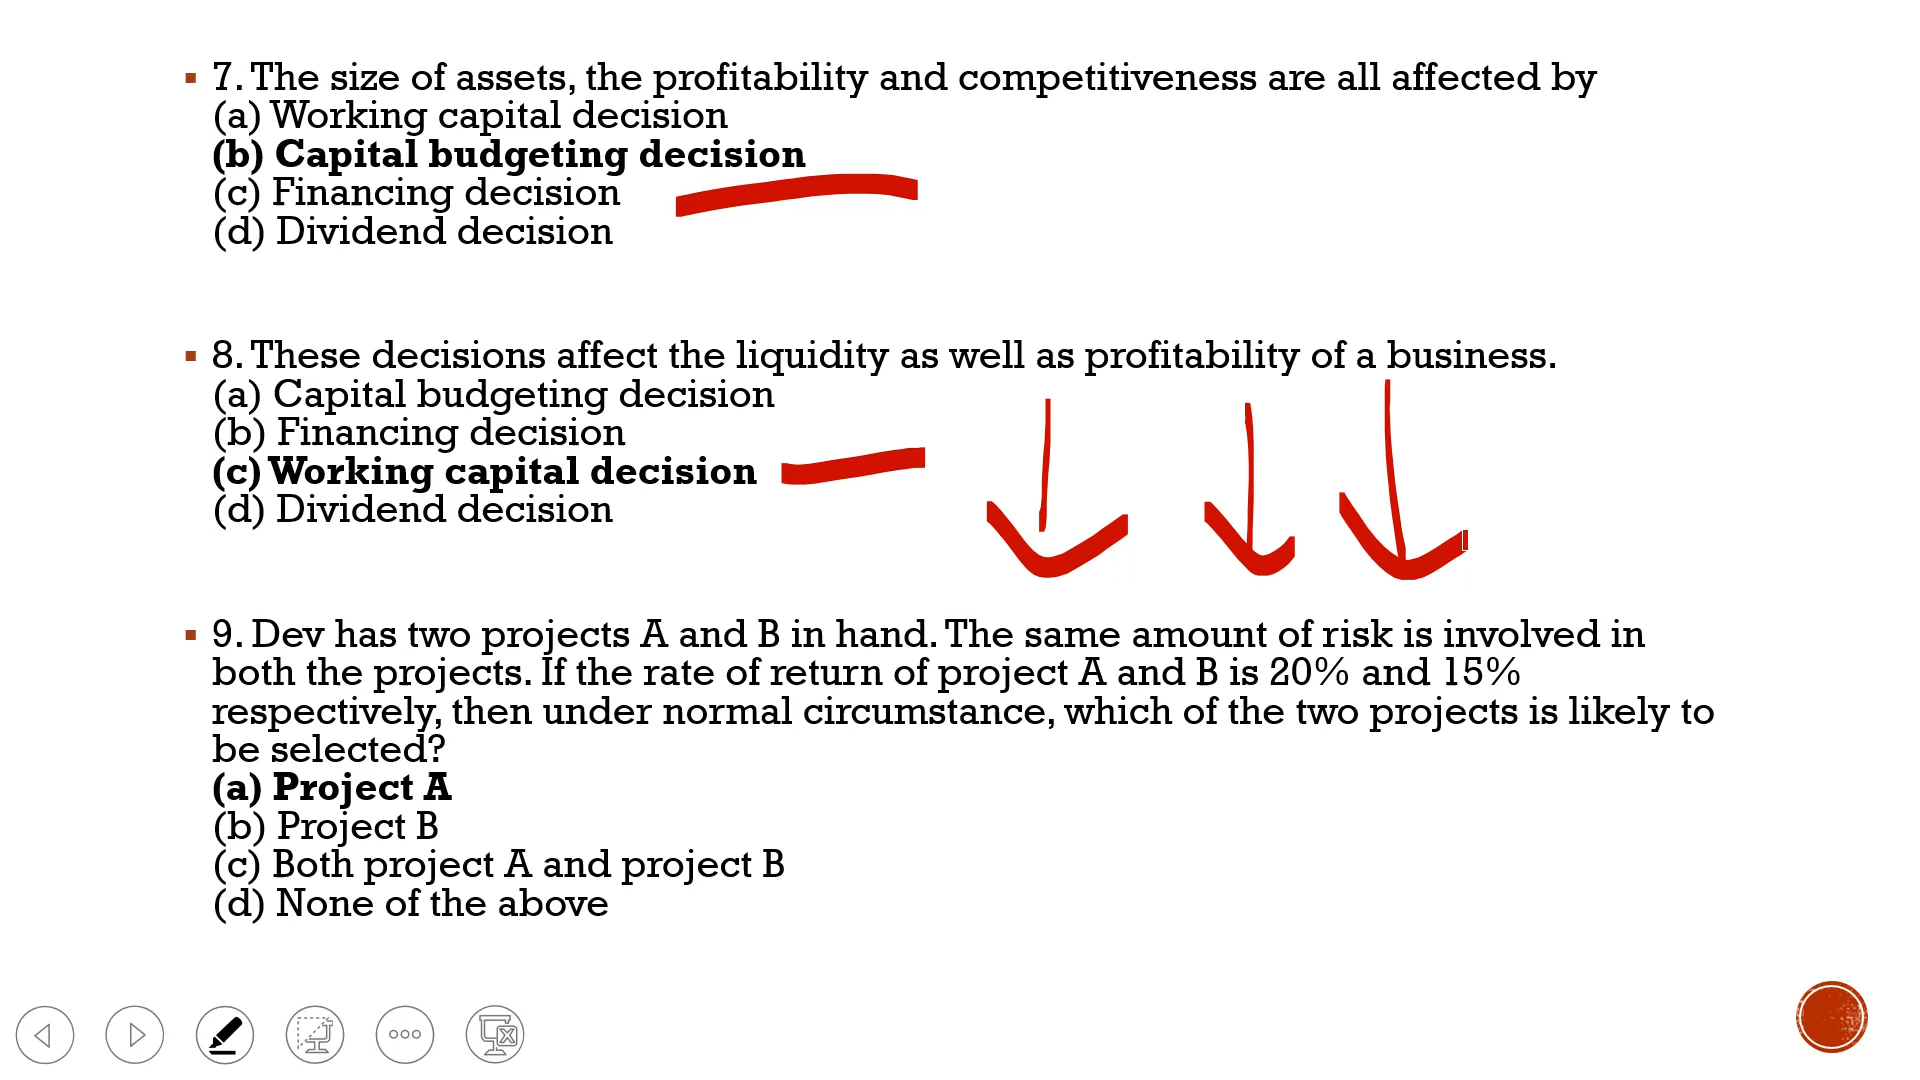 7. The size of assets, the profitability and competitiveness are all affected by
(a) Working capital decision
(b) Capital budgeting decision
(c) Financing decision
(d) Dividend decision
8. These decisions affect the liquidity as well as profitability of a business.
(a) Capital budgeting decision
(b) Financing decision
(c) Working capital decision
(d) Dividend decision
9. Dev has two projects A and B in hand. The same amount of risk is involved in
both the projects. If the rate of return of project A and B is 20% and 15%
respectively, then under normal circumstance, which of the two projects is likely to
be selected?
(a) Project A
(b) Project B
(c) Both project A and project B
(d) None of the above